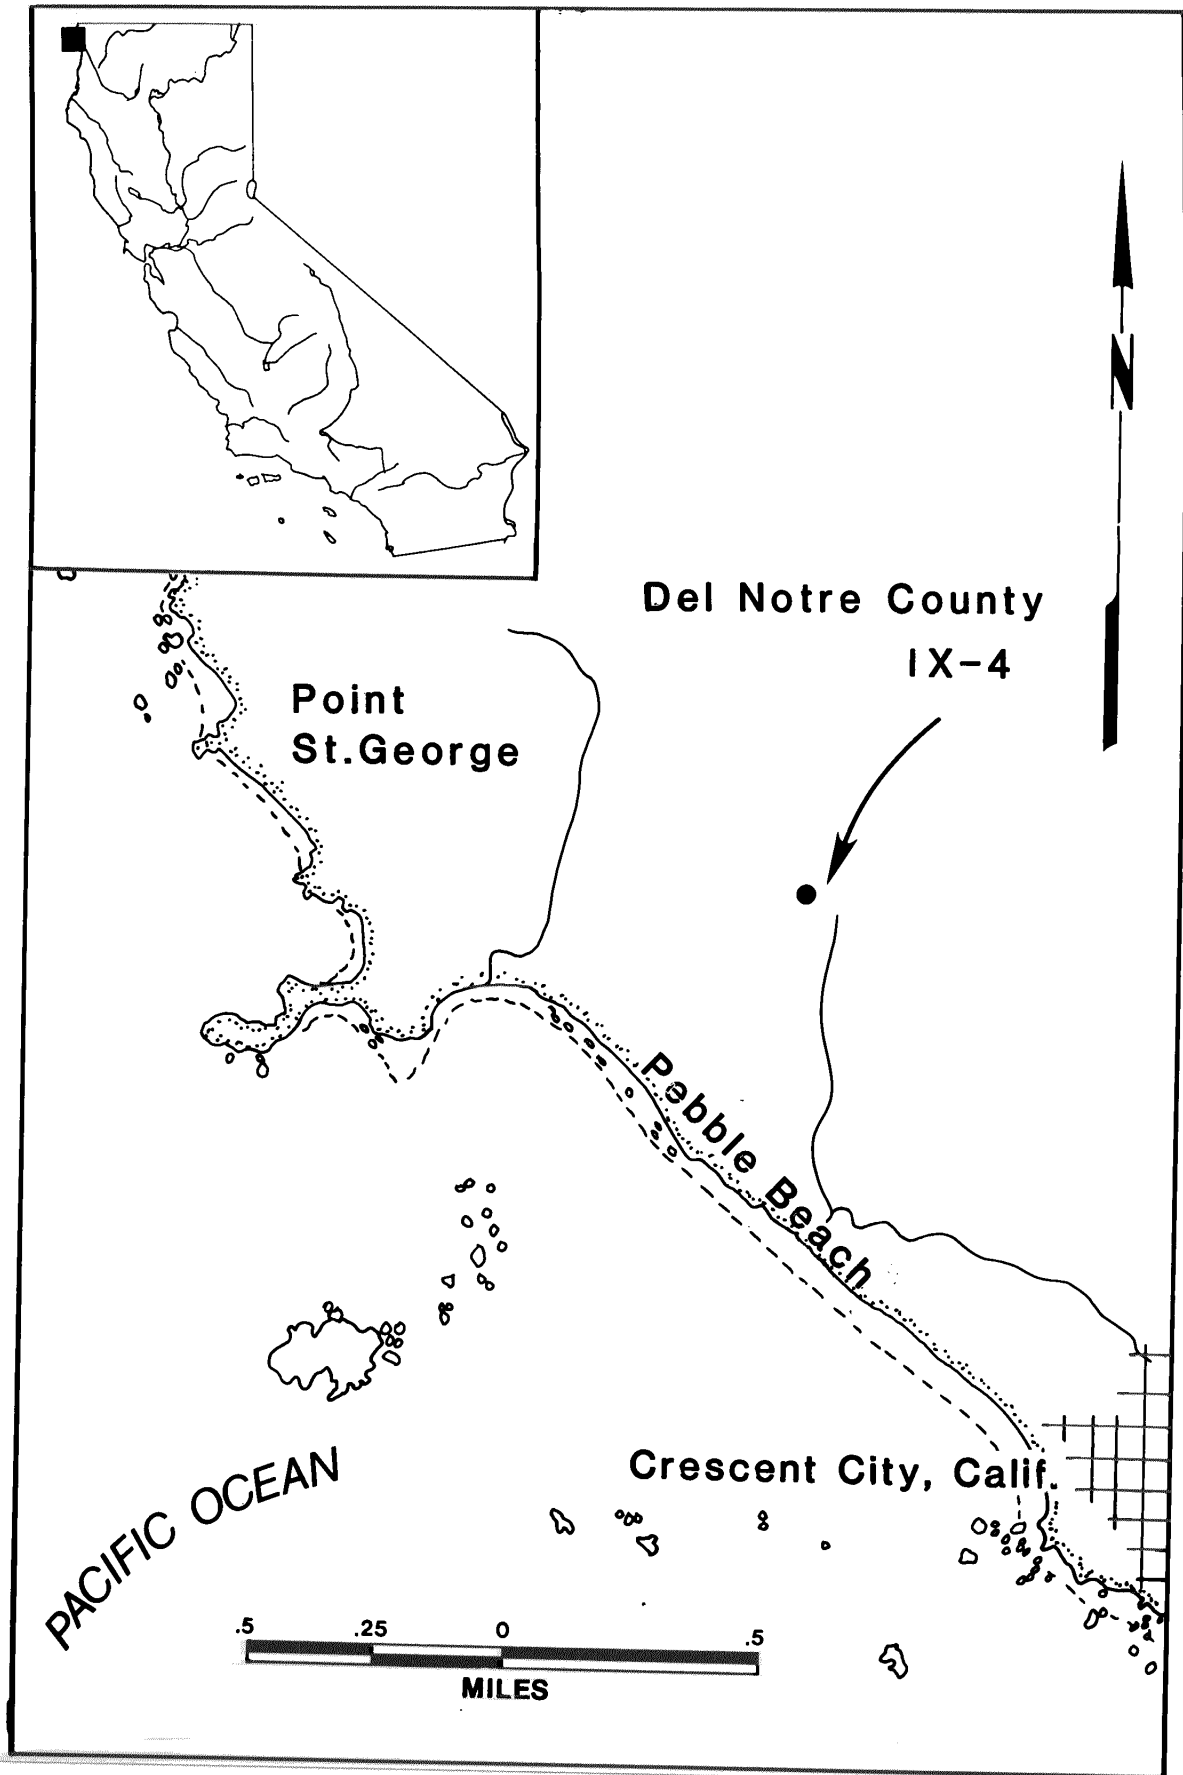 N
Del Notre County
IX-4
Point
St.George
Pebble Beach
Crescent City, Calif.
PACIFIC OCEAN
.5 .25 0 .5
MILES